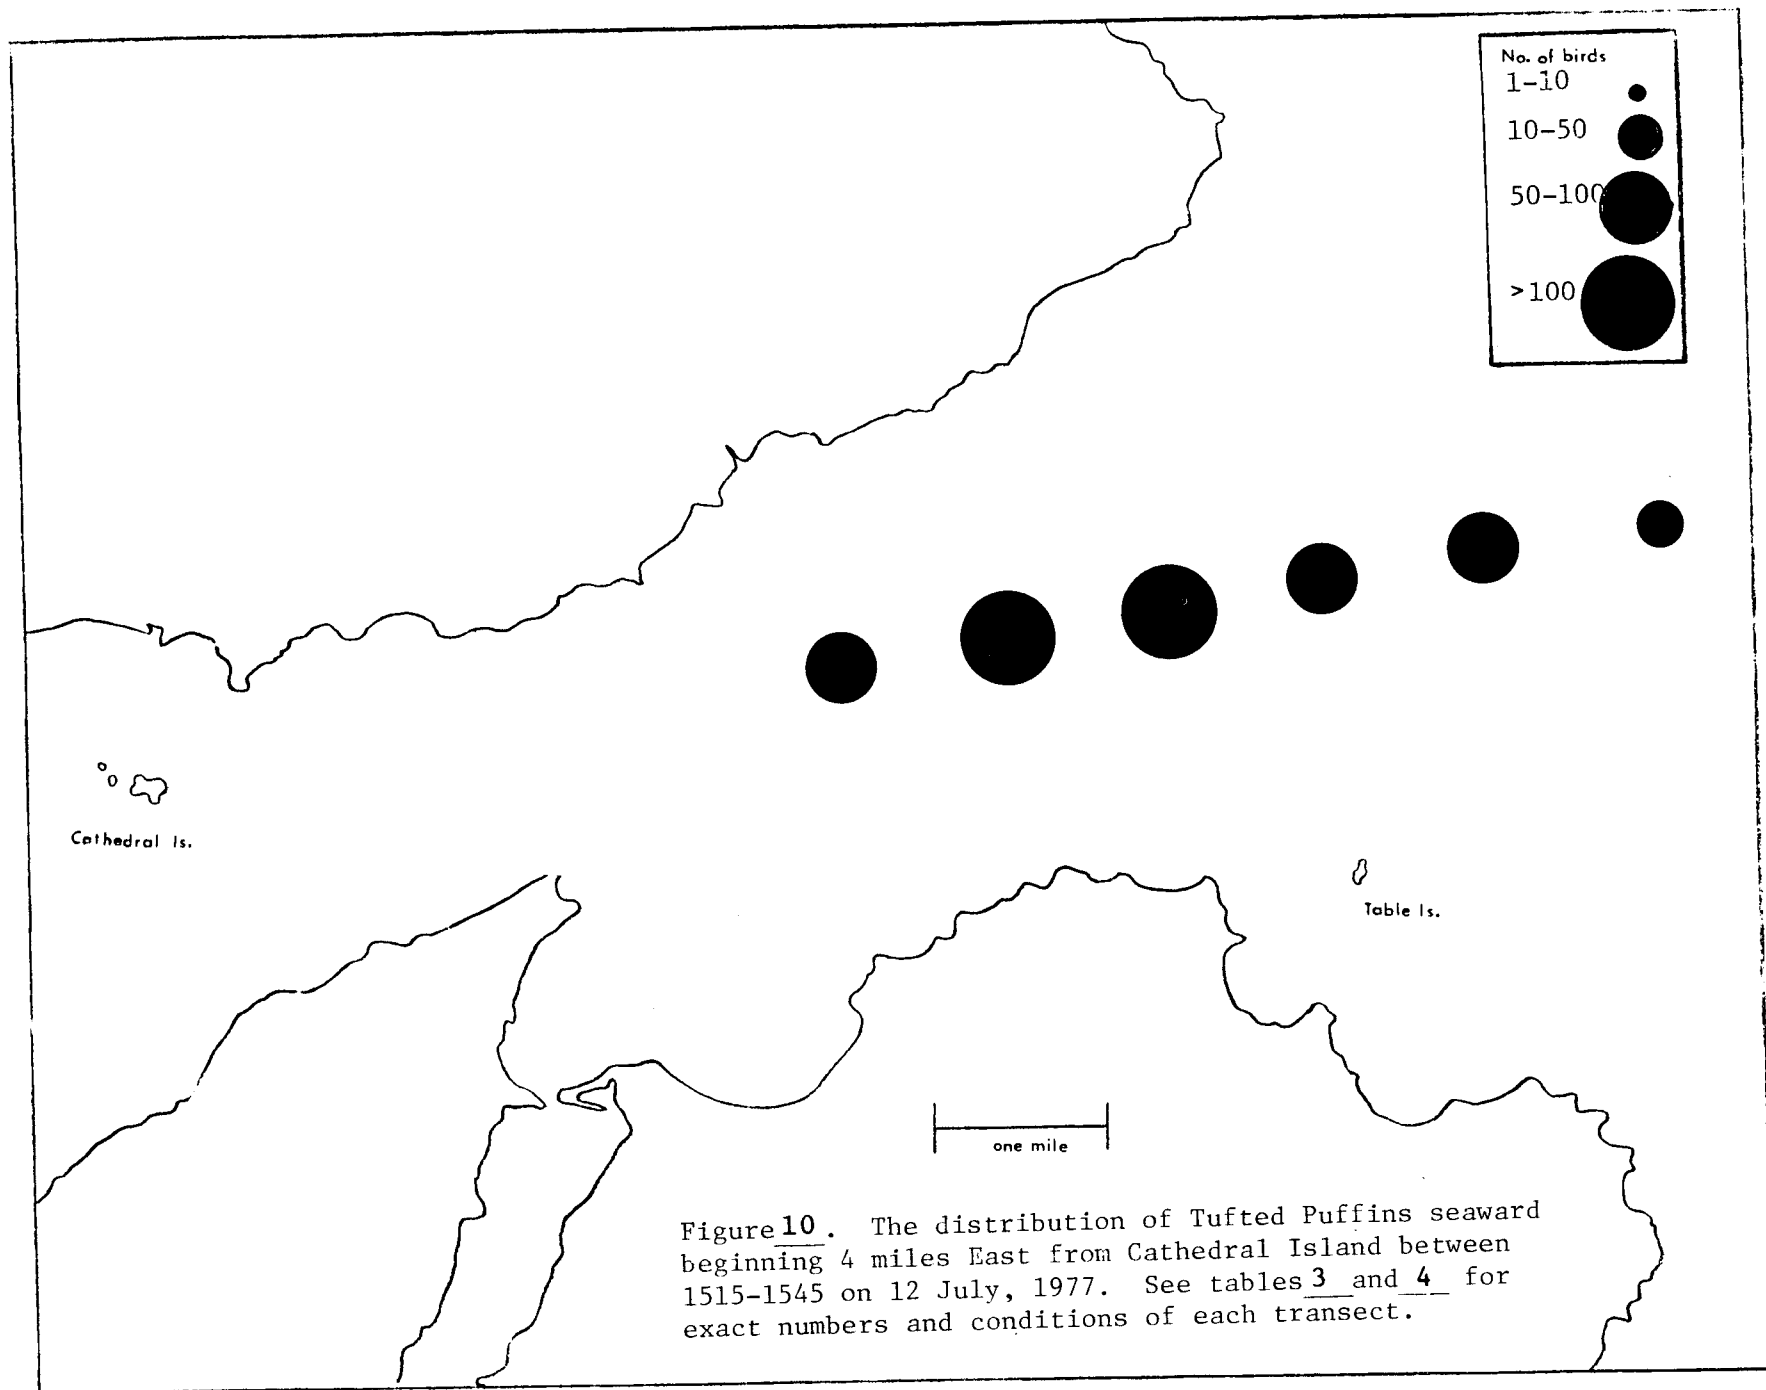 No. of birds
1-10
10-50
50-100
>100
Cathedral Is.
Table Is.
one mile
Figure 10. The distribution of Tufted Puffins seaward
beginning 4 miles East from Cathedral Island between
1515-1545 on 12 July, 1977. See tables 3 and 4 for
exact numbers and conditions of each transect.